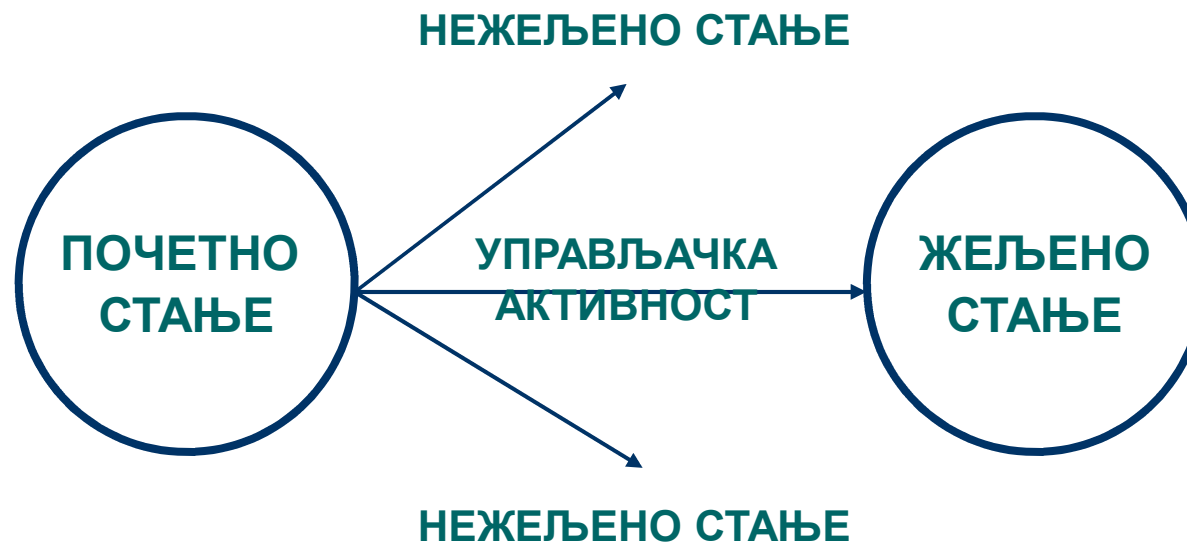 НЕЖЕЉЕНО СТАЊЕ
ПОЧЕТНО
СТАЊЕ
УПРАВЉАЧКА
АКТИВНОСТ
ЖЕЉЕНО
СТАЊЕ
НЕЖЕЉЕНО СТАЊЕ